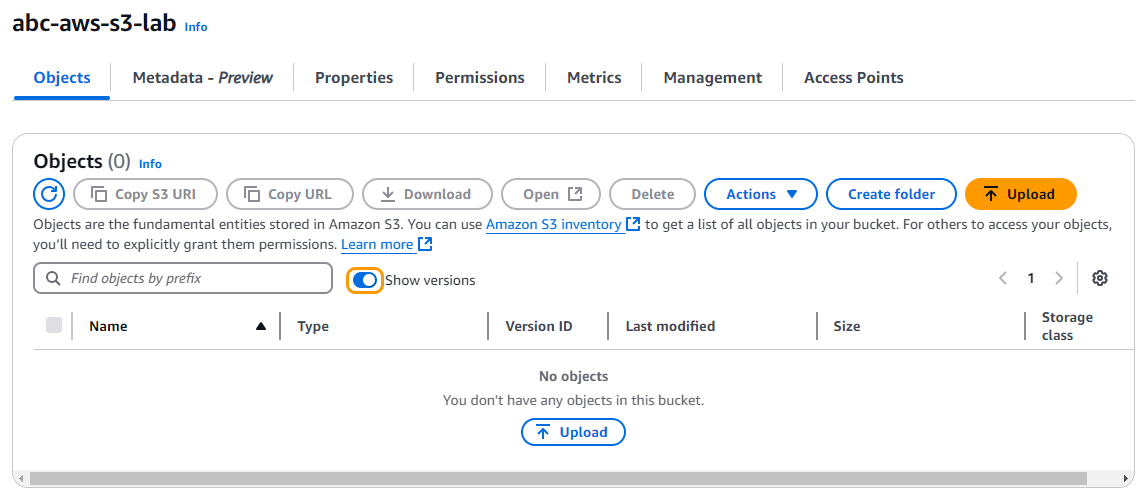 abc-aws-s3-lab Info
Objects Metadata - Preview Properties Permissions Metrics Management Access Points
Objects (0) Info
Copy S3 URI Copy URL Download Open Delete Actions Create folder Upload
Objects are the fundamental entities stored in Amazon S3. You can use Amazon S3 inventory to get a list of all objects in your bucket. For others to access your objects,
you'll need to explicitly grant them permissions. Learn more
Find objects by prefix Show versions 1
Name Type Version ID Last modified Size Storage
class
No objects
You don't have any objects in this bucket.
Upload